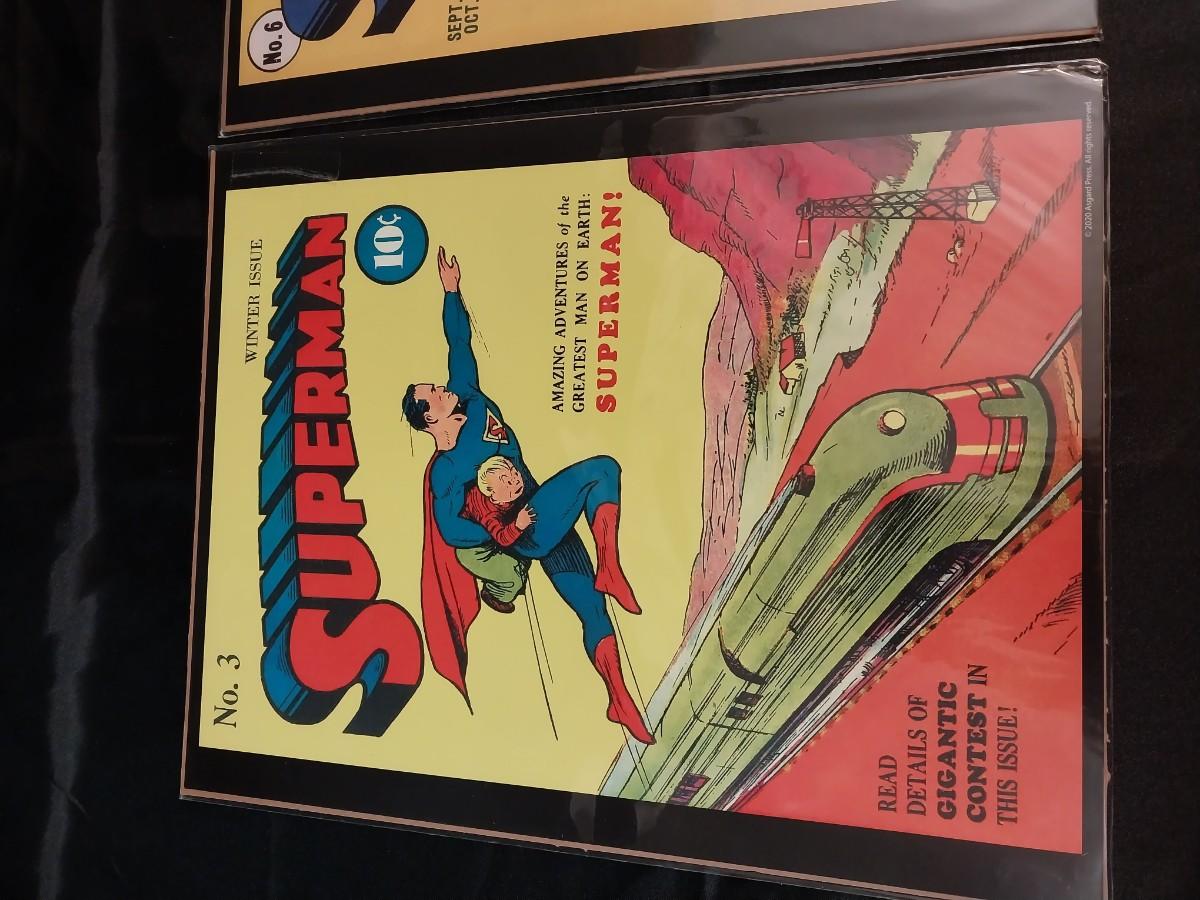 No. 6
SEPT.
OCT.
No. 3
WINTER ISSUE
SUPERMAN
10¢
AMAZING ADVENTURES of the
GREATEST MAN ON EARTH:
SUPERMAN!
READ
DETAILS OF
GIGANTIC
CONTEST IN
THIS ISSUE!
© 2020 Asgard Press. All rights reserved.